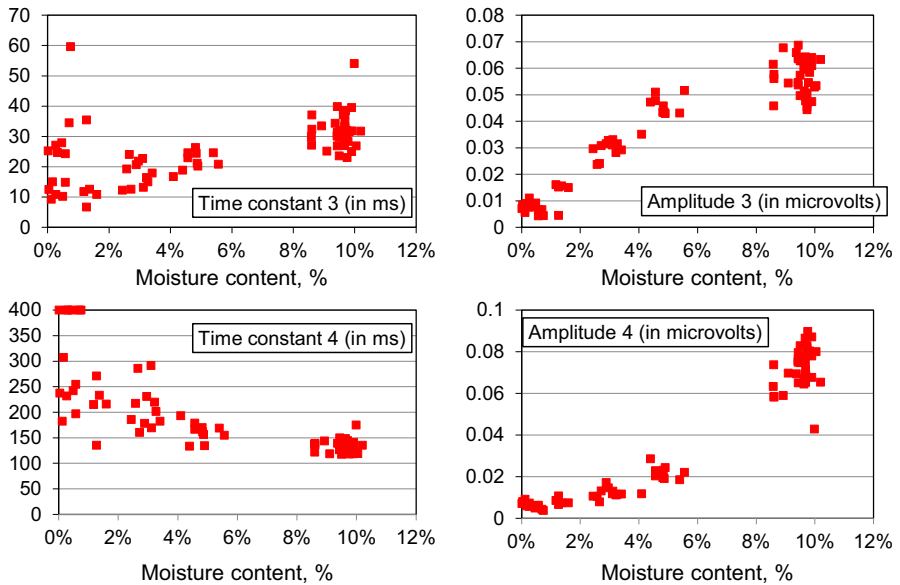 70
60
50
40
30
20
10
0
Time constant 3 (in ms)
0% 2% 4% 6% 8% 10% 12%
Moisture content, %
0.08
0.07
0.06
0.05
0.04
0.03
0.02
0.01
0
Amplitude 3 (in microvolts)
0% 2% 4% 6% 8% 10% 12%
Moisture content, %
400
350
300
250
200
150
100
500
0
Time constant 4 (in ms)
0% 2% 4% 6% 8% 10% 12%
Moisture content, %
0.1
0.08
0.06
0.04
0.02
0
Amplitude 4 (in microvolts)
0% 2% 4% 6% 8% 10% 12%
Moisture content, %